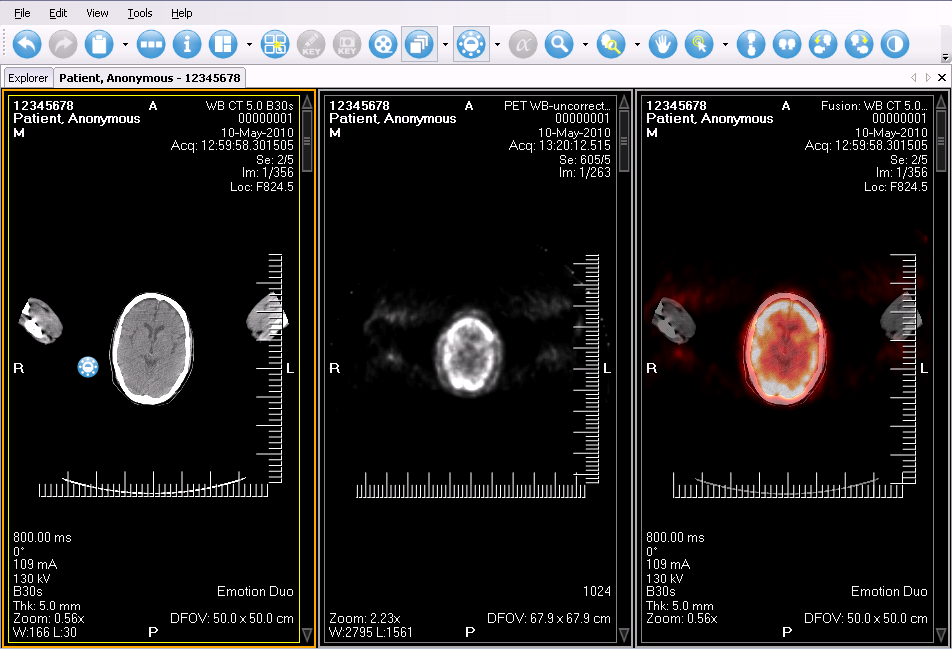 File Edit View Tools Help
KEY KEY α
Explorer Patient, Anonymous - 12345678
12345678 A WB CT 5.0 B30s
Patient, Anonymous 00000001
M 10-May-2010
Acq: 12:59:58.301505
Se: 2/5
Im: 1/356
Loc: F824.5
R L
800.00 ms
0°
109 mA
130 kV
B30s Emotion Duo
Thk: 5.0 mm
Zoom: 0.56x DFOV: 50.0 x 50.0 cm
W:166 L:30 P
12345678 A PET WB-uncorrect...
Patient, Anonymous 00000001
M 10-May-2010
Acq: 13:20:12.515
Se: 605/5
Im: 1/263
R L
1024
Zoom: 2.23x DFOV: 67.9 x 67.9 cm
W:2795 L:1561 P
12345678 A Fusion: WB CT 5.0...
Patient, Anonymous 00000001
M 10-May-2010
Acq: 12:59:58.301505
Se: 2/5
Im: 1/356
Loc: F824.5
R L
800.00 ms
0°
109 mA
130 kV
B30s Emotion Duo
Thk: 5.0 mm
Zoom: 0.56x DFOV: 50.0 x 50.0 cm
P